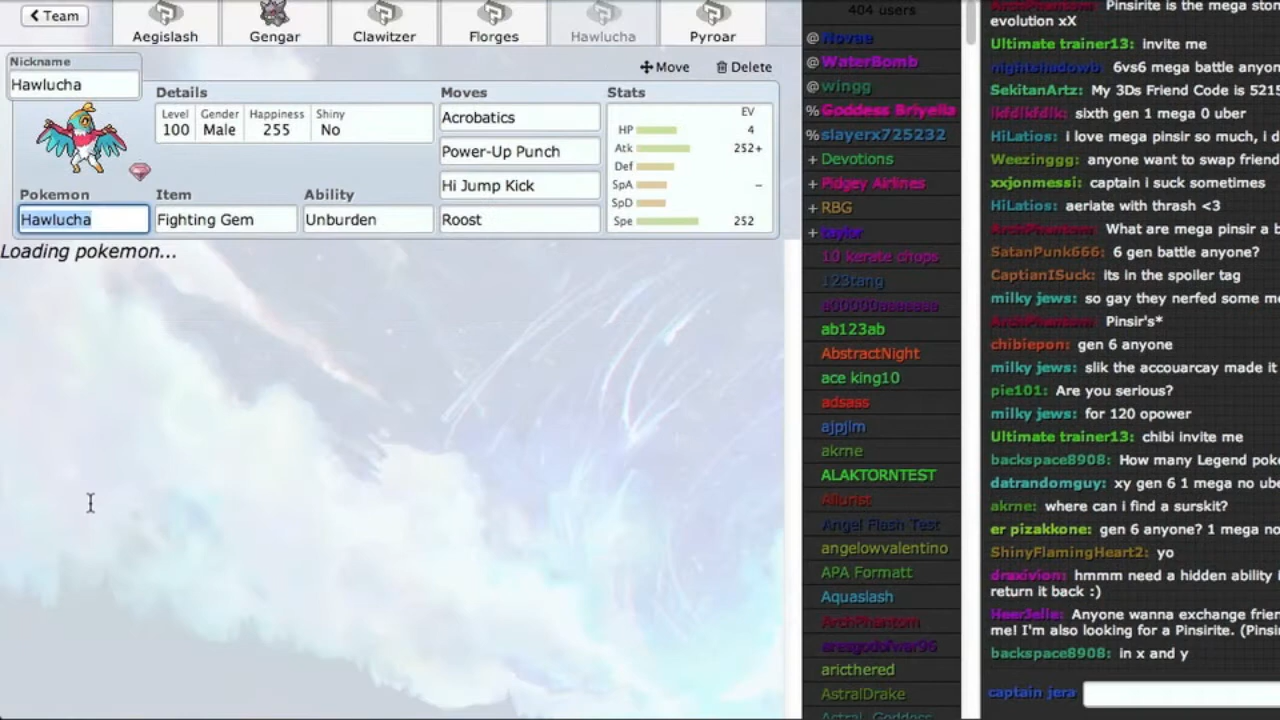 Team
Aegislash
Gengar
Clawitzer
Florges
Hawlucha
Pyroar
Nickname
Hawlucha
Move
Delete
Details
Level
100
Gender
Male
Happiness
255
Shiny
No
Pokemon
Hawlucha
Item
Fighting Gem
Ability
Unburden
Moves
Acrobatics
Power-Up Punch
Hi Jump Kick
Roost
Stats
EV
HP 4
Atk 252+
Def
SpA –
SpD
Spe 252
Loading pokemon...
404 users
@ Novae
@ WaterBomb
@ wingg
% Goddess Briyella
% slayerx725232
+ Devotions
+ Pidgey Airlines
+ RBG
+ taylor
10 kerate chops
123tang
a00000aaeaaaa
ab123ab
AbstractNight
ace king10
adsass
ajpjlm
akrne
ALAKTORNTEST
Allurist
Angel Flash Test
angelowvalentino
APA Formatt
Aquaslash
ArchPhantom
aresgodofwar96
aricthered
AstralDrake
Astral Goddess
ArchPhantom: Pinsirite is the mega ston
evolution xX
Ultimate trainer13: invite me
nightshadowb 6vs6 mega battle anyon
SekitanArtz: My 3Ds Friend Code is 5215
sixth gen 1 mega 0 uber
HiLatios: i love mega pinsir so much, i d
Weezinggg: anyone want to swap friend
xxjonmessi: captain i suck sometimes
HiLatios: aerlate with thrash <3
ArchPhantom: What are mega pinsir a b
SatanPunk666: 6 gen battle anyone?
CaptianISuck: its in the spoiler tag
milky jews: so gay they nerfed some m
ArchPhantom: Pinsir's*
chibiepon: gen 6 anyone
milky jews: slik the accouarcay made it
pie101: Are you serious?
milky jews: for 120 opower
Ultimate trainer13: chibi invite me
backspace8908: How many Legend poke
datrandomguy: xy gen 6 1 mega no ube
akrne: where can i find a surskit?
er pizakkone: gen 6 anyone? 1 mega no
ShinyFlamingHeart2: yo
draxivion: hmmm need a hidden ability i
return it back :)
HeerJelle: Anyone wanna exchange frien
me! I'm also looking for a Pinsirite. (Pinsi
backspace8908: in x and y
captain jera